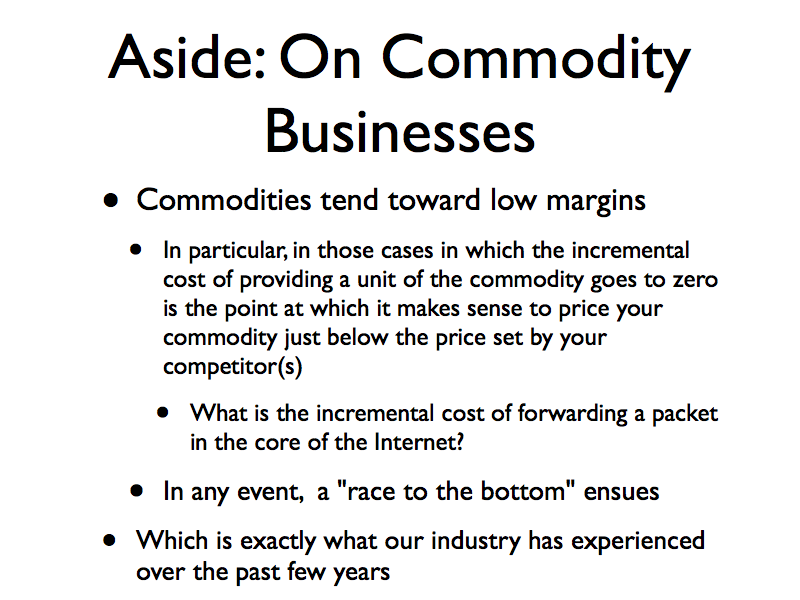 Aside: On Commodity
Businesses
• Commodities tend toward low margins
• In particular, in those cases in which the incremental
cost of providing a unit of the commodity goes to zero
is the point at which it makes sense to price your
commodity just below the price set by your
competitor(s)
• What is the incremental cost of forwarding a packet
in the core of the Internet?
• In any event, a "race to the bottom" ensues
• Which is exactly what our industry has experienced
over the past few years